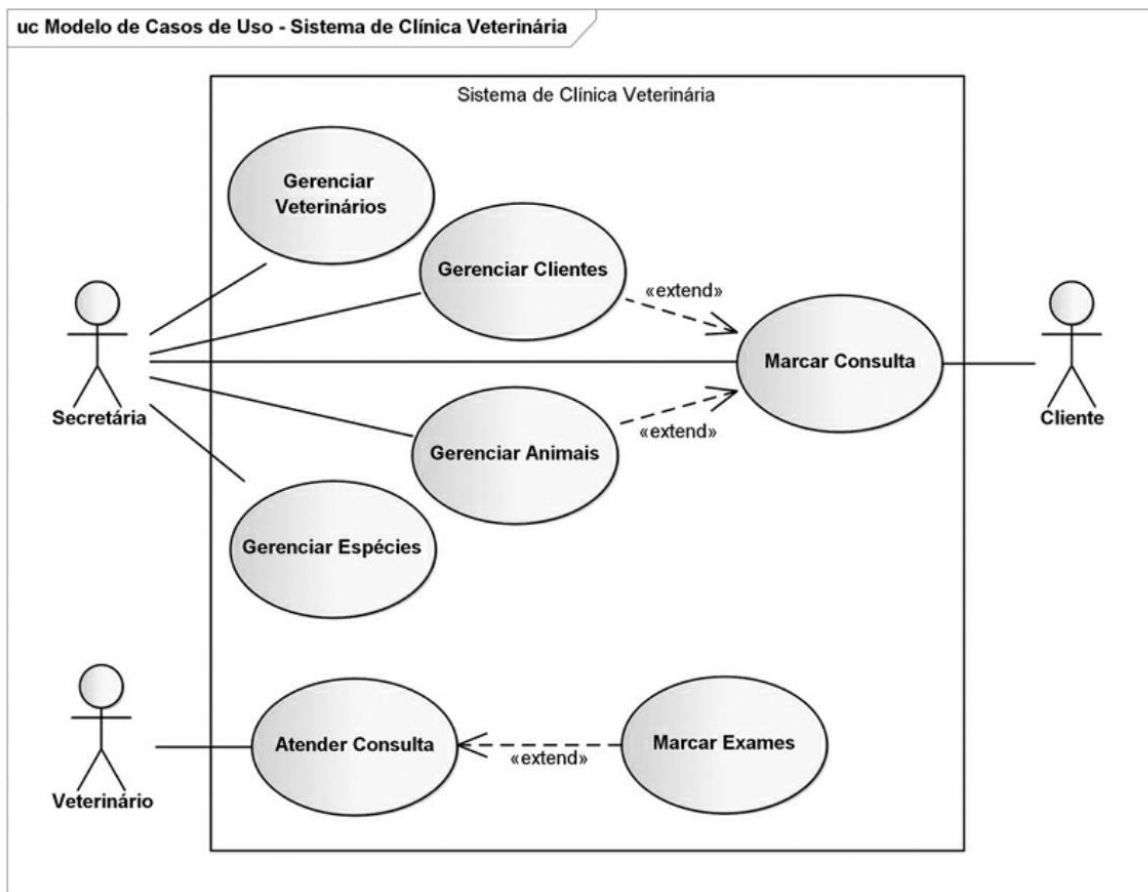 uc Modelo de Casos de Uso - Sistema de Clínica Veterinária
Sistema de Clínica Veterinária
Gerenciar
Veterinários
Gerenciar Clientes
«extend»
Marcar Consulta
Secretária
Cliente
«extend»
Gerenciar Animais
Gerenciar Espécies
Atender Consulta
«extend»
Marcar Exames
Veterinário